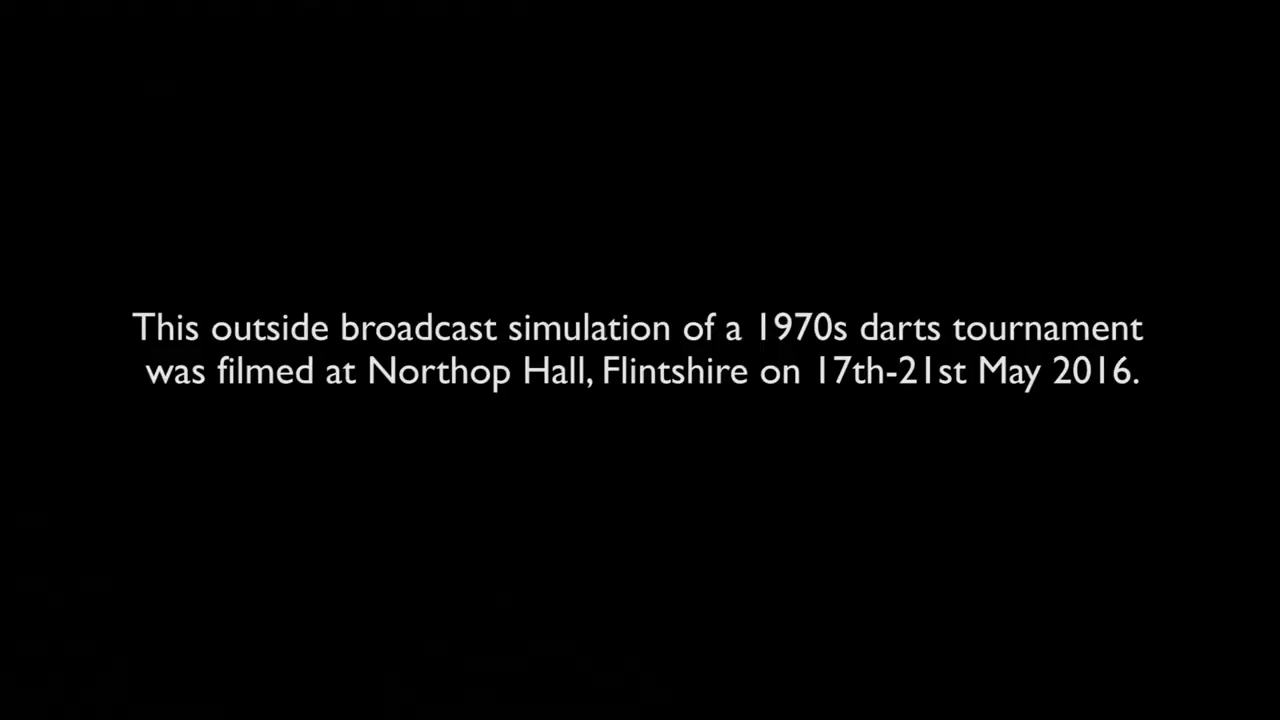 This outside broadcast simulation of a 1970s darts tournament
was filmed at Northop Hall, Flintshire on 17th-21st May 2016.